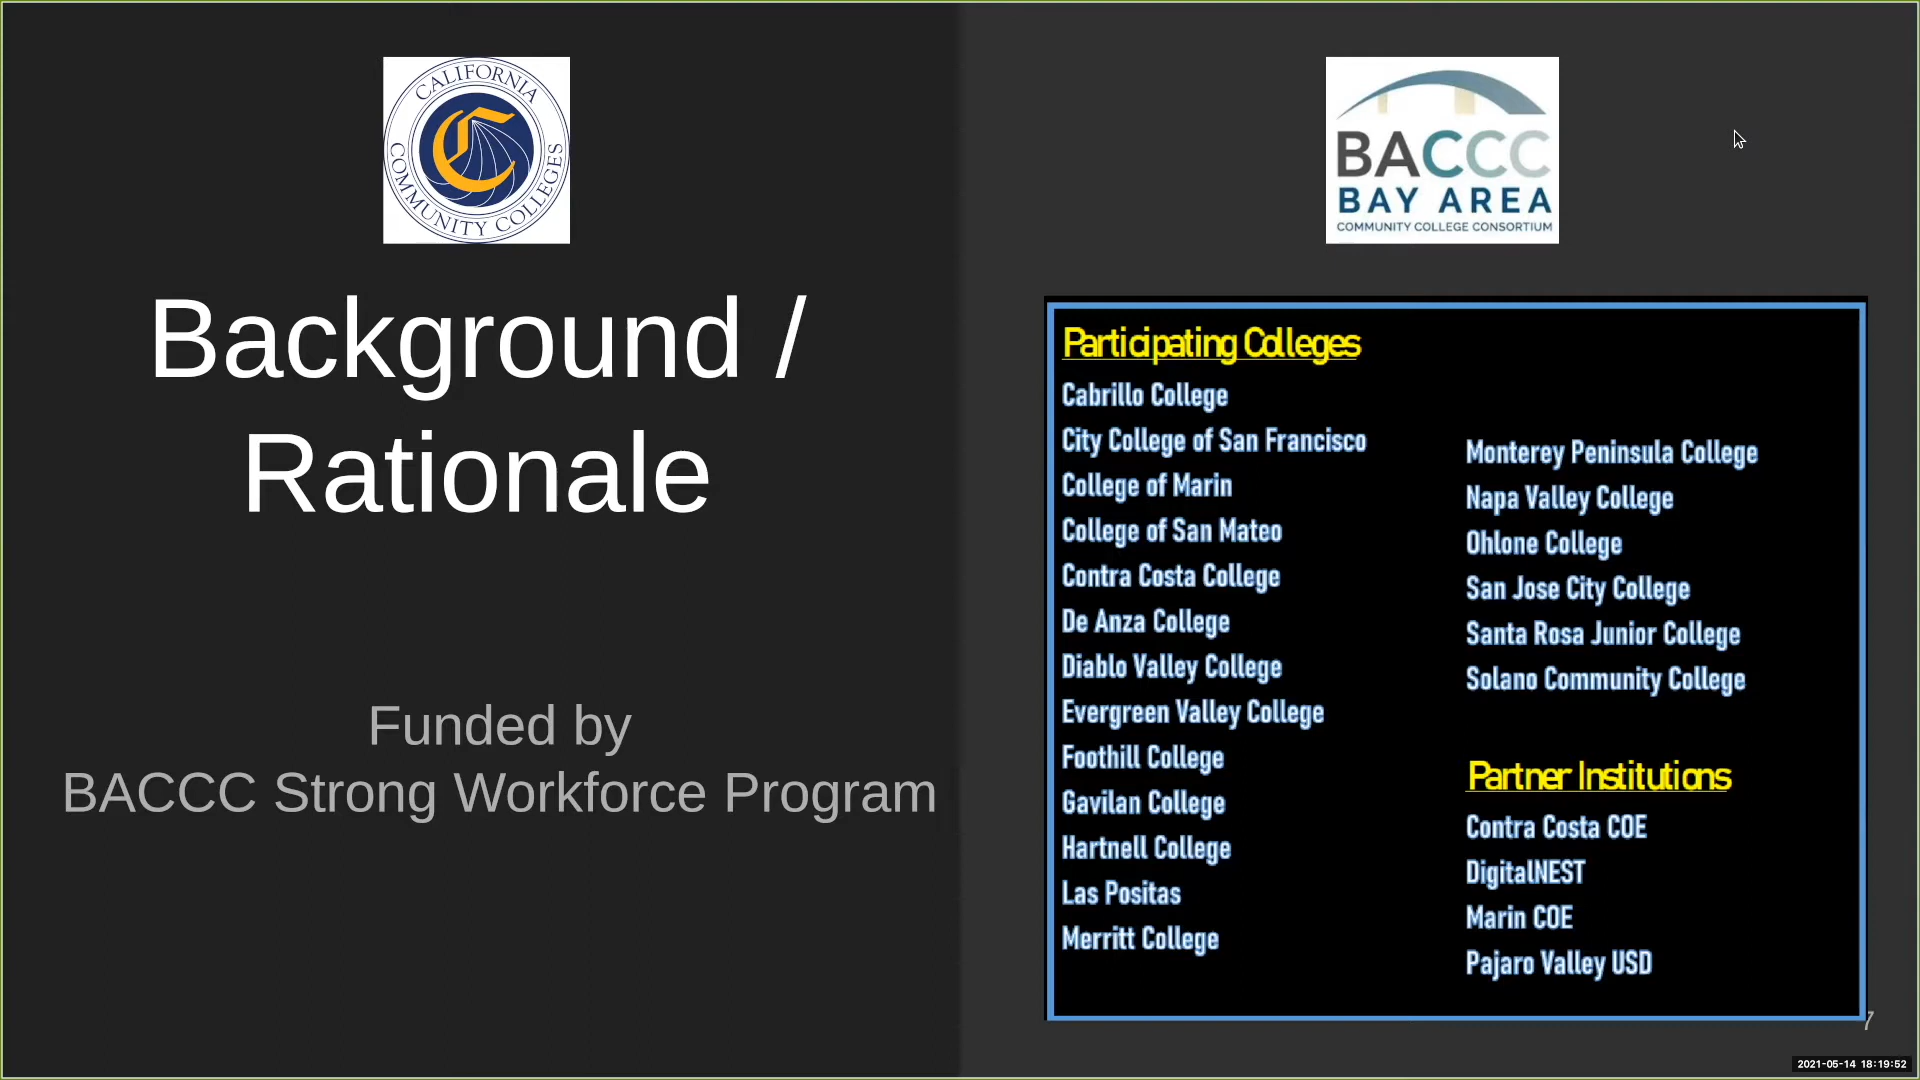 CALIFORNIA
COMMUNITY COLLEGES
Background /
Rationale
Funded by
BACCC Strong Workforce Program
BACCC
BAY AREA
COMMUNITY COLLEGE CONSORTIUM
Participating Colleges
Cabrillo College
City College of San Francisco
College of Marin
College of San Mateo
Contra Costa College
De Anza College
Diablo Valley College
Evergreen Valley College
Foothill College
Gavilan College
Hartnell College
Las Positas
Merritt College
Monterey Peninsula College
Napa Valley College
Ohlone College
San Jose City College
Santa Rosa Junior College
Solano Community College
Partner Institutions
Contra Costa COE
DigitalNEST
Marin COE
Pajaro Valley USD
7
2021-05-14 18:19:52